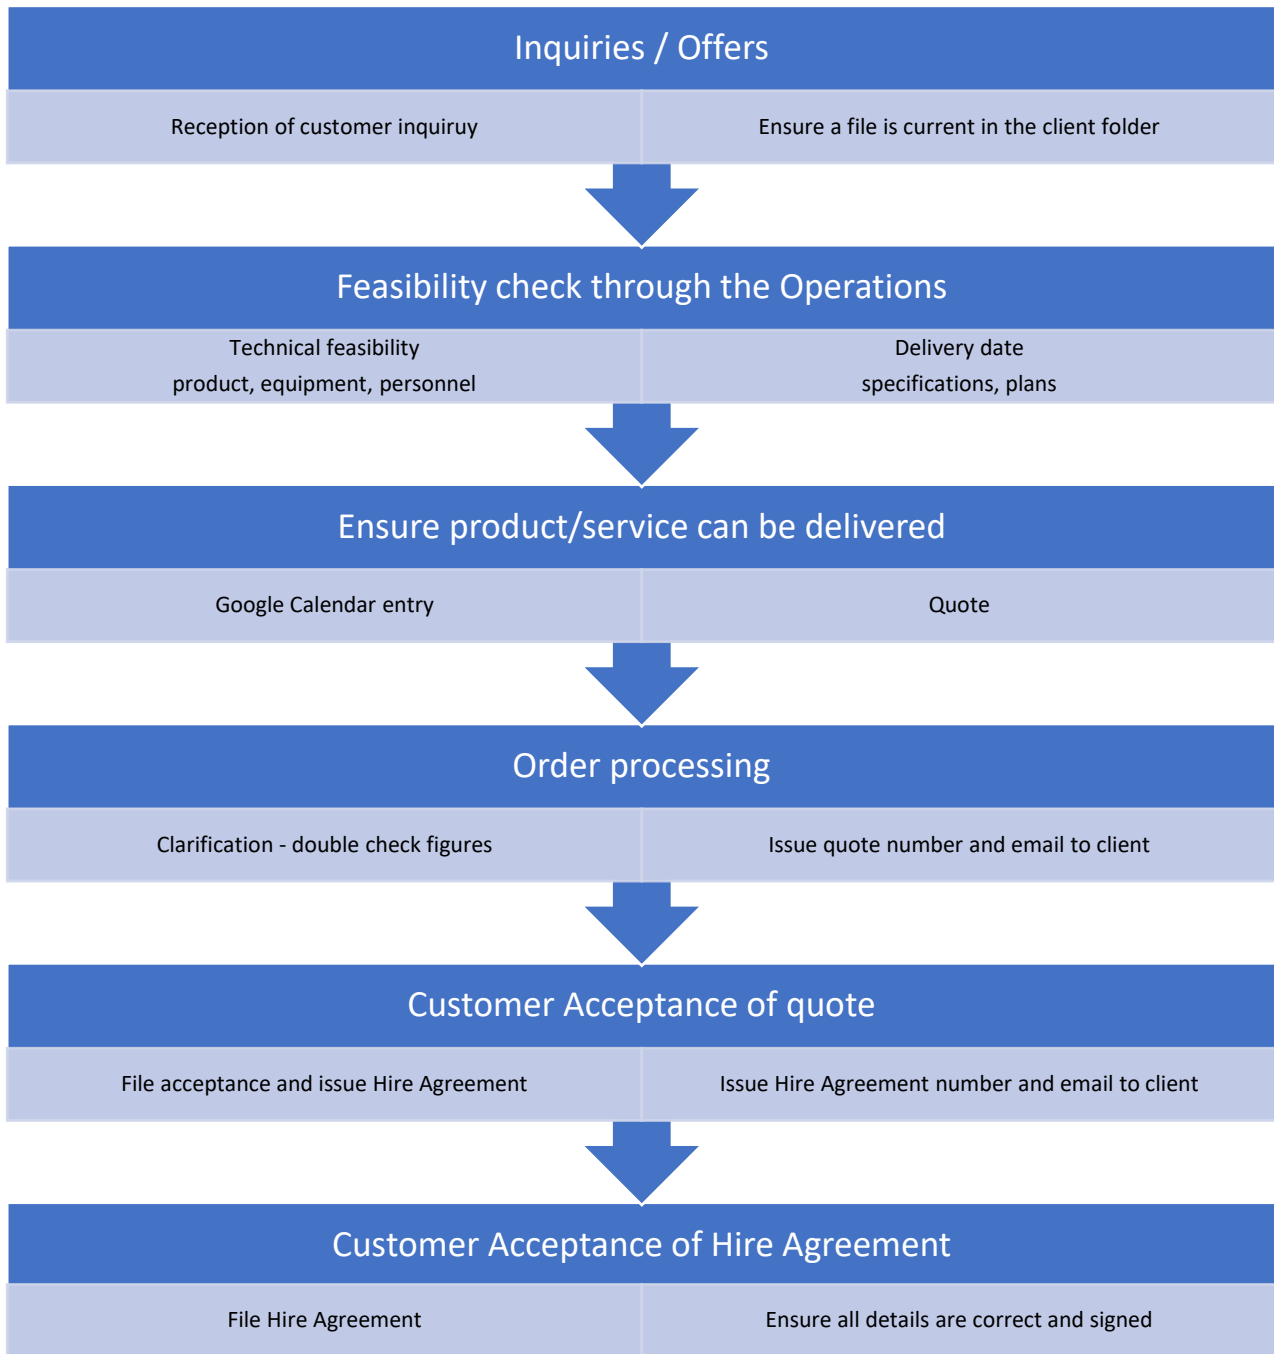 Inquiries / Offers
Reception of customer inquiruy
Ensure a file is current in the client folder
Feasibility check through the Operations
Technical feasibility
product, equipment, personnel
Delivery date
specifications, plans
Ensure product/service can be delivered
Google Calendar entry
Quote
Order processing
Clarification - double check figures
Issue quote number and email to client
Customer Acceptance of quote
File acceptance and issue Hire Agreement
Issue Hire Agreement number and email to client
Customer Acceptance of Hire Agreement
File Hire Agreement
Ensure all details are correct and signed